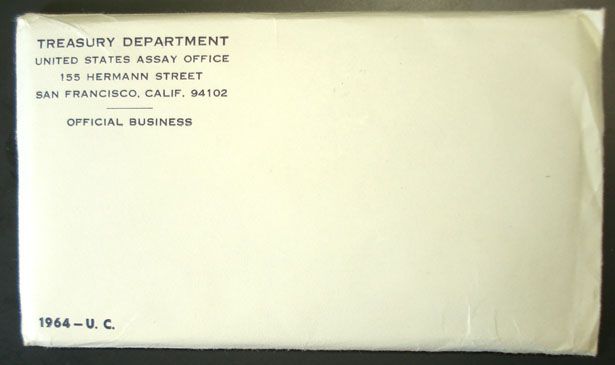 TREASURY DEPARTMENT
UNITED STATES ASSAY OFFICE
155 HERMANN STREET
SAN FRANCISCO, CALIF. 94102
OFFICIAL BUSINESS
1964 – U. C.